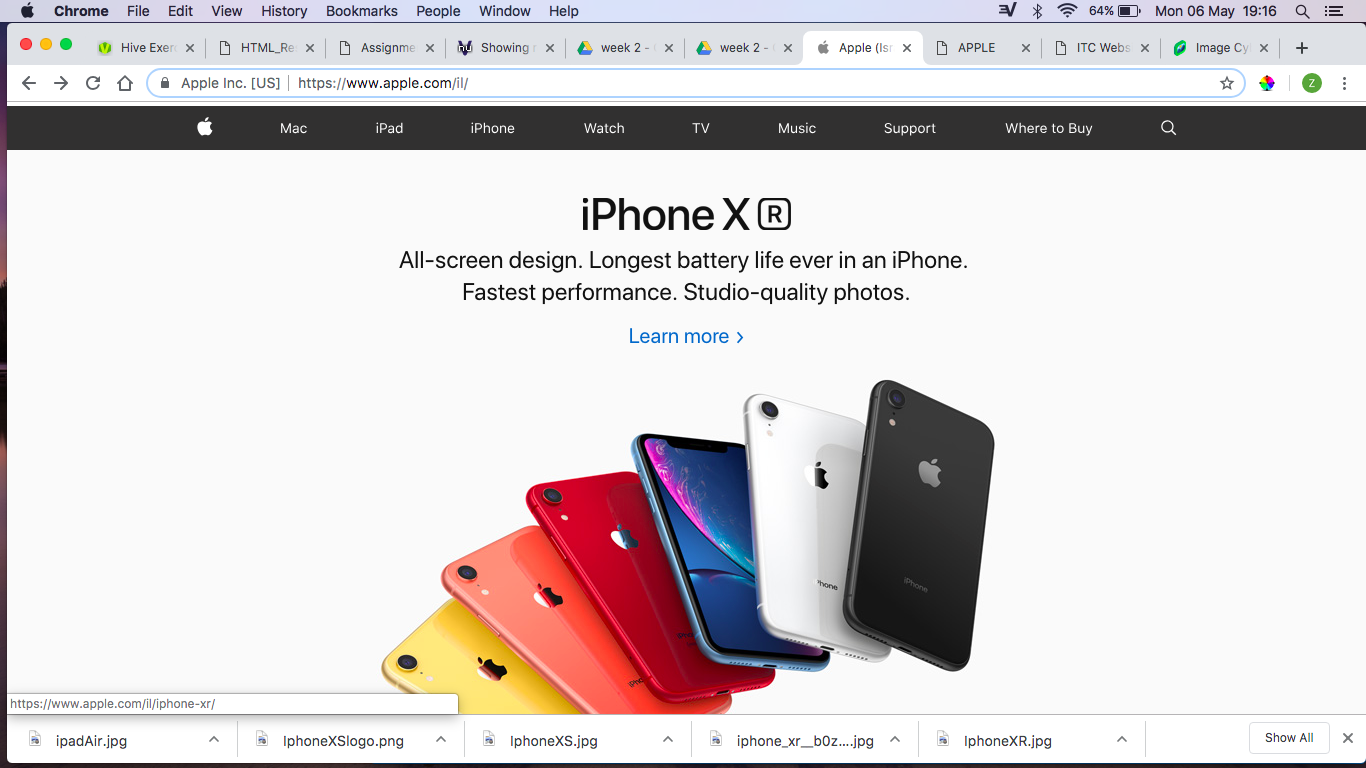 Chrome File Edit View History Bookmarks People Window Help 64% Mon 06 May 19:16
Hive Exer HTML_Re Assignme Showing week 2 - week 2 - Apple (Isr APPLE ITC Webs Image Cy
Apple Inc. [US] https://www.apple.com/il/ Z
Mac iPad iPhone Watch TV Music Support Where to Buy
iPhone X R
All-screen design. Longest battery life ever in an iPhone.
Fastest performance. Studio-quality photos.
Learn more >
iPhone
iPhone
https://www.apple.com/il/iphone-xr/
ipadAir.jpg IphoneXSlogo.png IphoneXS.jpg iphone_xr__b0z....jpg IphoneXR.jpg Show All